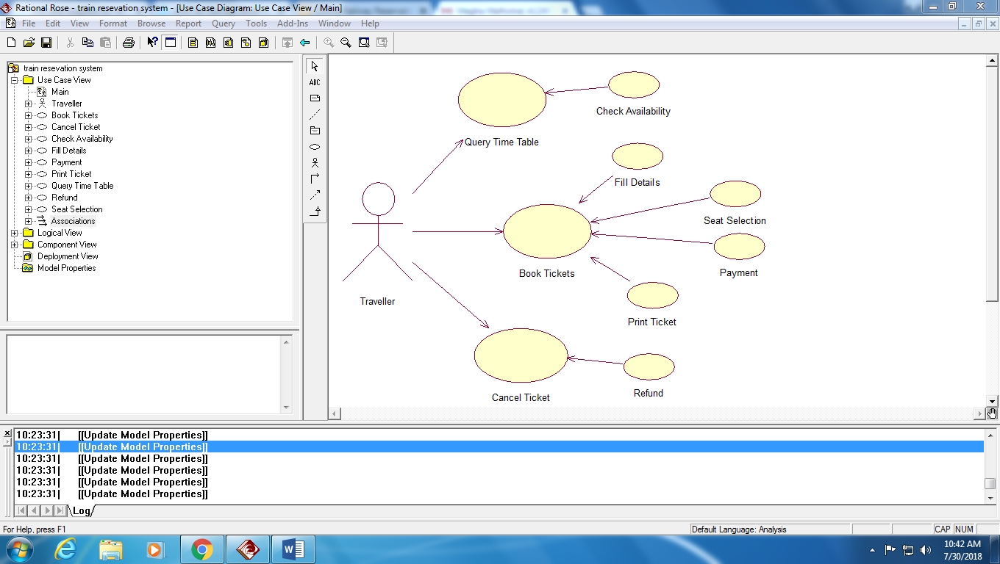 Rational Rose - train resevation system - [Use Case Diagram: Use Case View / Main]
File Edit View Format Browse Report Query Tools Add-Ins Window Help
train resevation system
Use Case View
Main
Traveller
Book Tickets
Cancel Ticket
Check Availability
Fill Details
Payment
Print Ticket
Query Time Table
Refund
Seat Selection
Associations
Logical View
Component View
Deployment View
Model Properties
ABC
Check Availability
Query Time Table
Fill Details
Seat Selection
Book Tickets
Payment
Traveller
Print Ticket
Cancel Ticket
Refund
10:23:31| [[Update Model Properties]]
10:23:31| [[Update Model Properties]]
10:23:31| [[Update Model Properties]]
10:23:31| [[Update Model Properties]]
10:23:31| [[Update Model Properties]]
10:23:31| [[Update Model Properties]]
Log
For Help, press F1
Default Language: Analysis
CAP NUM
10:42 AM
7/30/2018